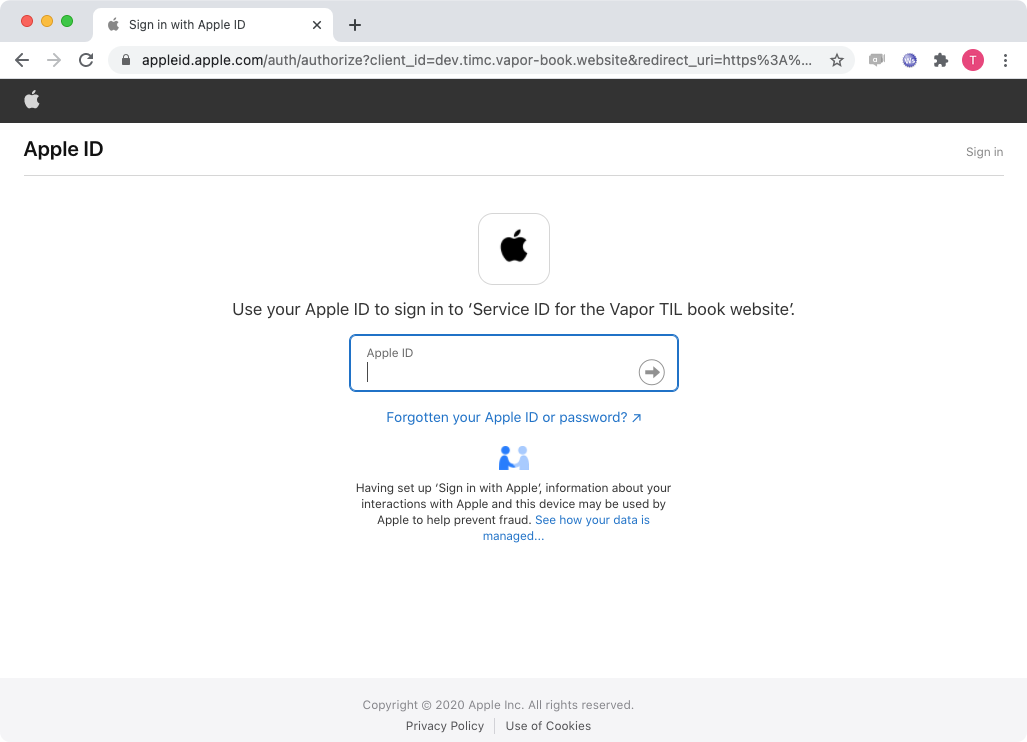 Sign in with Apple ID
appleid.apple.com/auth/authorize?client_id=dev.timc.vapor-book.website&redirect_uri=https%3A%...
Ws
T
Apple ID
Sign in
Use your Apple ID to sign in to ‘Service ID for the Vapor TIL book website’.
Apple ID
Forgotten your Apple ID or password? ↗
Having set up ‘Sign in with Apple’, information about your
interactions with Apple and this device may be used by
Apple to help prevent fraud. See how your data is
managed...
Copyright © 2020 Apple Inc. All rights reserved.
Privacy Policy
Use of Cookies